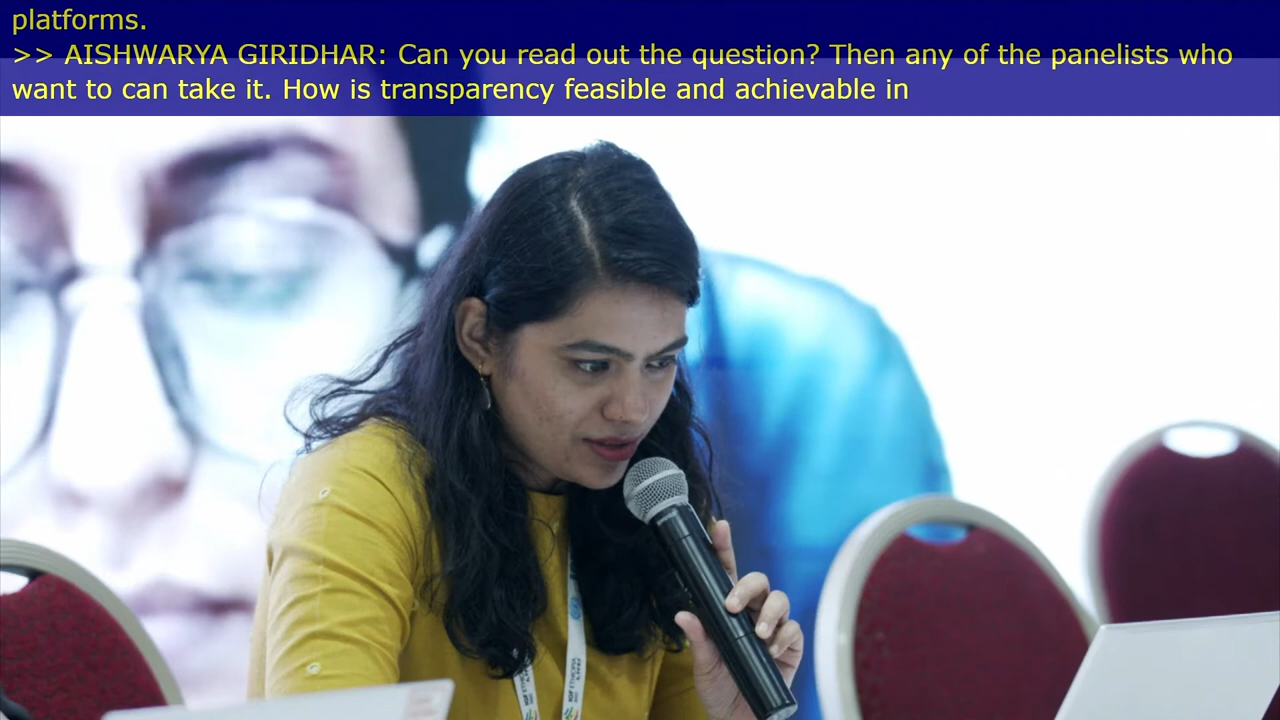 platforms.
>> AISHWARYA GIRIDHAR: Can you read out the question? Then any of the panelists who
want to can take it. How is transparency feasible and achievable in